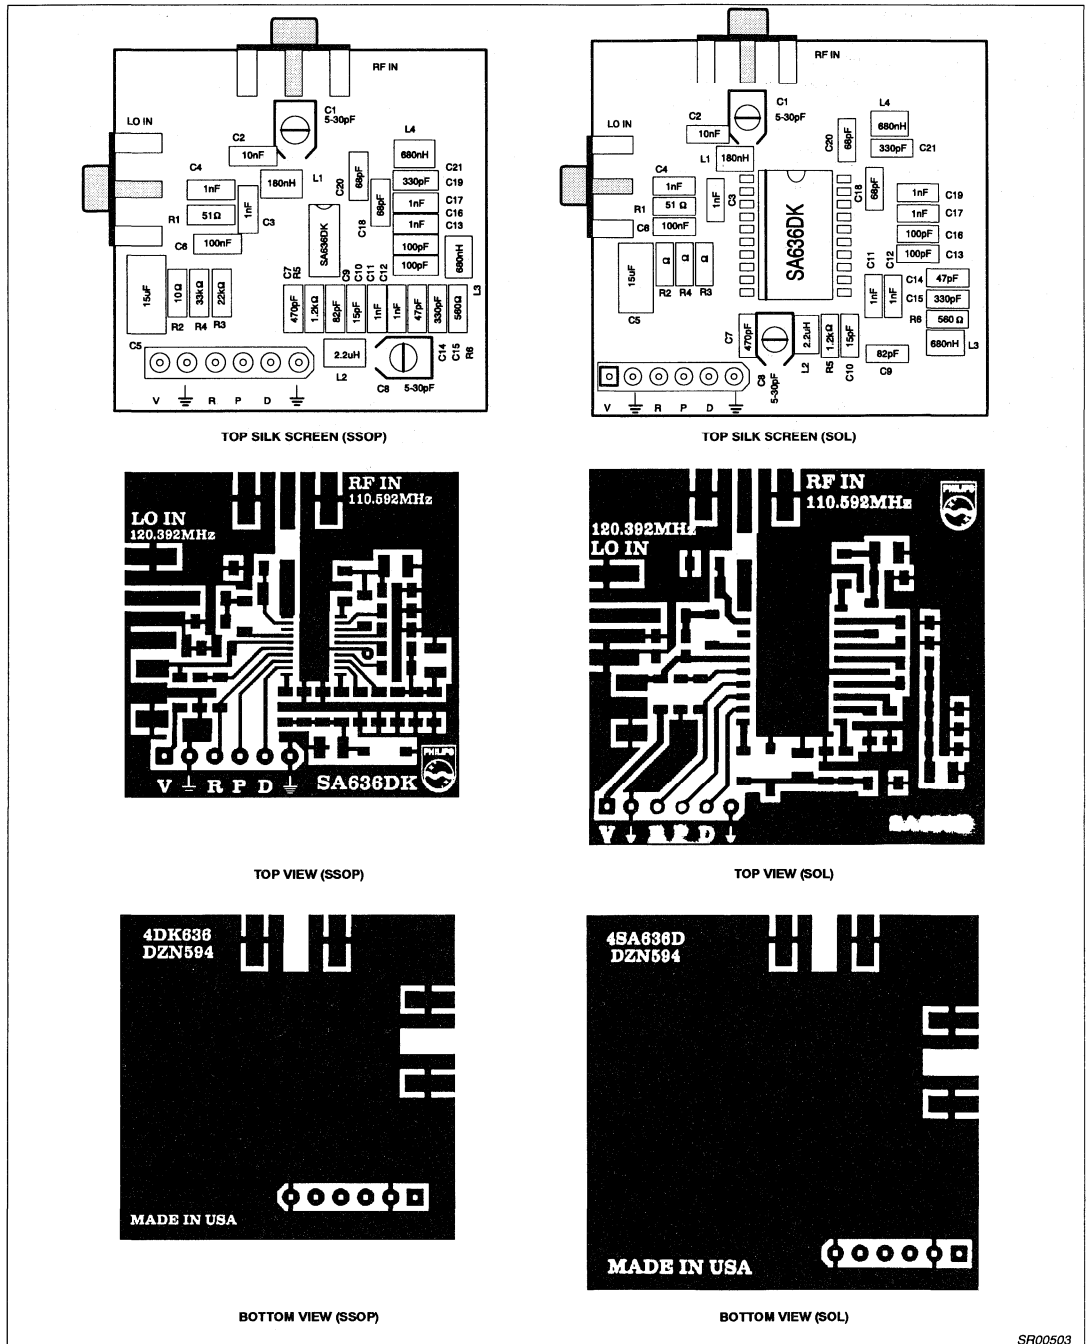 RF IN
LO IN
C1
5-30pF
C2
10nF
L4
680nH
C4
1nF
180nH
L1
C20
68pF
330pF
C21
C19
R1
51Ω
1nF
C3
68pF
C18
1nF
C17
C16
1nF
C13
C6
100nF
SA636DK
100pF
100pF
680nH
L3
15uF
10Ω
33kΩ
22kΩ
R2
R4
R3
C7
R5
C9
C10
C11
C12
470pF
1.2kΩ
82pF
15pF
1nF
1nF
47pF
330pF
560Ω
C5
2.2uH
L2
C8
5-30pF
C14
C15
R6
V R P D
TOP SILK SCREEN (SSOP)
RF IN
LO IN
C1
5-30pF
C2
10nF
L4
680nH
C20
68pF
330pF
C21
L1
180nH
C4
1nF
R1
51 Ω
1nF
C3
C6
100nF
SA636DK
C18
68pF
1nF
C19
1nF
C17
100pF
C16
100pF
C13
15uF
C5
Ω
Ω
Ω
R2
R4
R3
C11
C12
1nF
1nF
C14
47pF
C15
330pF
R6
560 Ω
680nH
L3
C7
470pF
2.2uH
1.2kΩ
15pF
82pF
C9
C8
5-30pF
L2
R5
C10
V R P D
TOP SILK SCREEN (SOL)
RF IN
110.592MHz
LO IN
120.392MHz
V R P D
SA636DK
PHILIPS
TOP VIEW (SSOP)
RF IN
110.592MHz
PHILIPS
120.392MHz
LO IN
V R P D
TOP VIEW (SOL)
4DK636
DZN594
MADE IN USA
BOTTOM VIEW (SSOP)
4SA636D
DZN594
MADE IN USA
BOTTOM VIEW (SOL)
SR00503